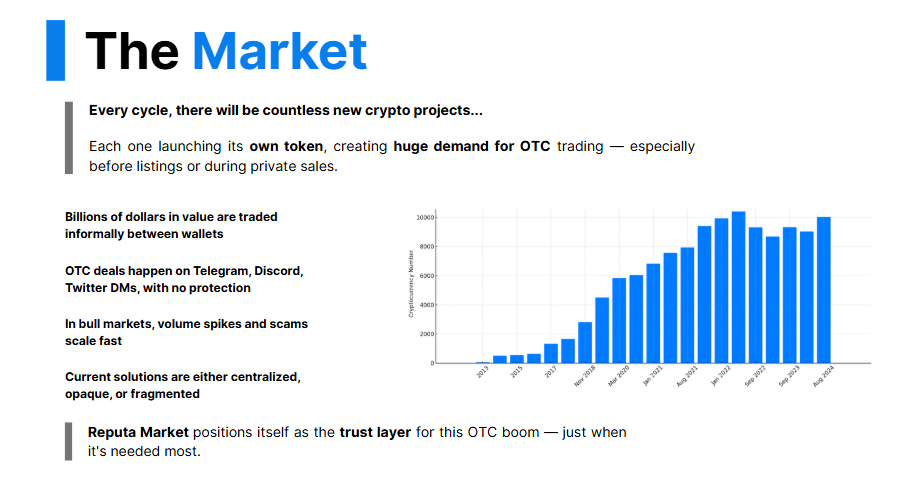 The Market
Every cycle, there will be countless new crypto projects...
Each one launching its own token, creating huge demand for OTC trading — especially
before listings or during private sales.
Billions of dollars in value are traded
informally between wallets
OTC deals happen on Telegram, Discord,
Twitter DMs, with no protection
In bull markets, volume spikes and scams
scale fast
Current solutions are either centralized,
opaque, or fragmented
Cryptocurrency Number
10000
8000
6000
4000
2000
0
2013
2015
2017
Nov 2018
Mar 2020
Jan 2021
Aug 2021
Jan 2022
Sep 2022
Sep 2023
Aug 2024
Reputa Market positions itself as the trust layer for this OTC boom — just when
it's needed most.